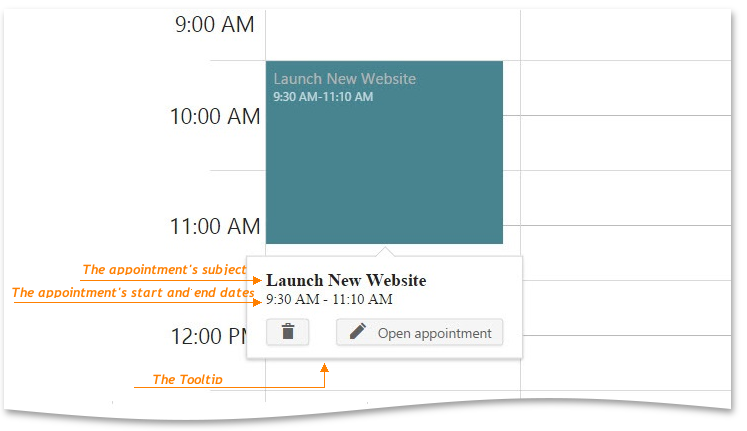 9:00 AM
Launch New Website
9:30 AM-11:10 AM
10:00 AM
11:00 AM
The appointment's subject
Launch New Website
The appointment's start and end dates
9:30 AM - 11:10 AM
12:00 PM
Open appointment
The Tooltip